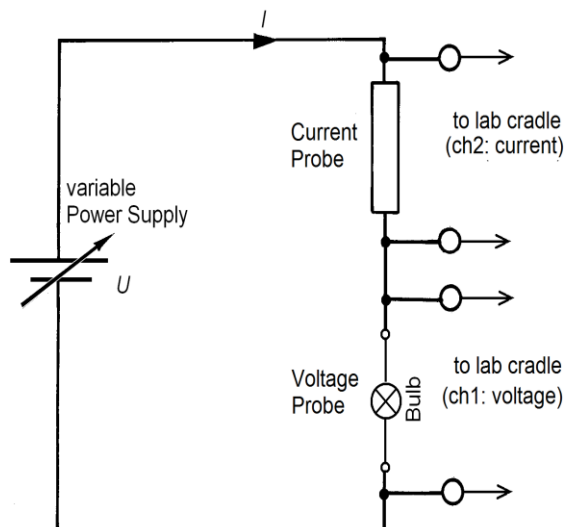 I
Current
Probe
to lab cradle
(ch2: current)
variable
Power Supply
U
Voltage
Probe
Bulb
to lab cradle
(ch1: voltage)